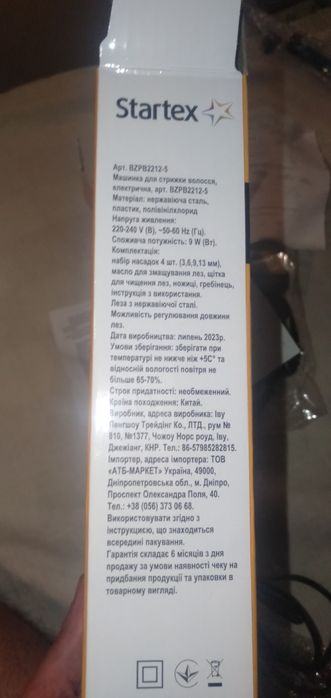 Startex
Арт. BZPB2212-5
Машинка для стрижки волосся,
електрична, арт. BZPB2212-5
Матеріал: нержавіюча сталь,
пластик, полівінілхлорид
Напруга живлення:
220-240 V (В), ~50-60 Hz (Гц).
Споживча потужність: 9 W (Вт).
Комплектація:
набір насадок 4 шт. (3,6,9,13 мм),
масло для змащування лез, щітка
для чищення лез, ножиці, гребінець,
інструкція з використання.
Леза з нержавіючої сталі.
Можливість регулювання довжини
лез.
Дата виробництва: липень 2023р.
Умови зберігання: зберігати при
температурі не нижче ніж +5С° та
відносній вологості повітря не
більше 65-70%.
Строк придатності: необмежений.
Країна походження: Китай.
Виробник, адреса виробника: Іву
Пенгшоу Трейдінг Ко., ЛТД., рум №
810, №1377, Чожоу Норс роуд, Іву,
Джежіанг, КНР. Тел.: 86-57985282815.
Імпортер, адреса імпортера: ТОВ
«АТБ-МАРКЕТ» Україна, 49000,
Дніпропетровська обл., м. Дніпро,
Проспект Олександра Поля, 40.
Тел.: +38 (056) 373 06 68.
Використовувати згідно з
інструкцією, що знаходиться
всередині пакування.
Гарантія складає 6 місяців з дня
продажу за умови наявності чеку на
придбання продукції та упаковки в
товарному вигляді.